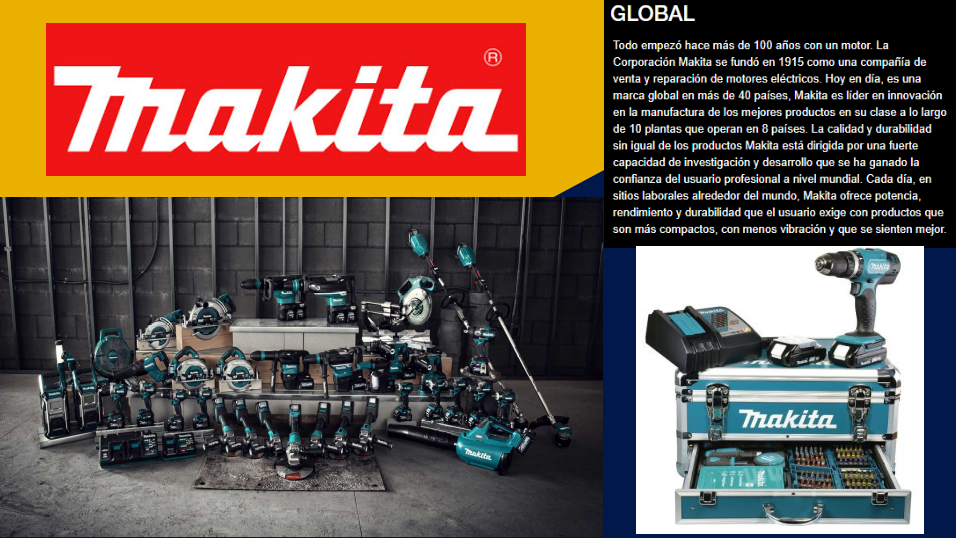 makita®
GLOBAL
Todo empezó hace más de 100 años con un motor. La
Corporación Makita se fundó en 1915 como una compañía de
venta y reparación de motores eléctricos. Hoy en día, es una
marca global en más de 40 países, Makita es líder en innovación
en la manufactura de los mejores productos en su clase a lo largo
de 10 plantas que operan en 8 países. La calidad y durabilidad
sin igual de los productos Makita está dirigida por una fuerte
capacidad de investigación y desarrollo que se ha ganado la
confianza del usuario profesional a nivel mundial. Cada día, en
sitios laborales alrededor del mundo, Makita ofrece potencia,
rendimiento y durabilidad que el usuario exige con productos que
son más compactos, con menos vibración y que se sienten mejor.
makita
makita
makita
makita